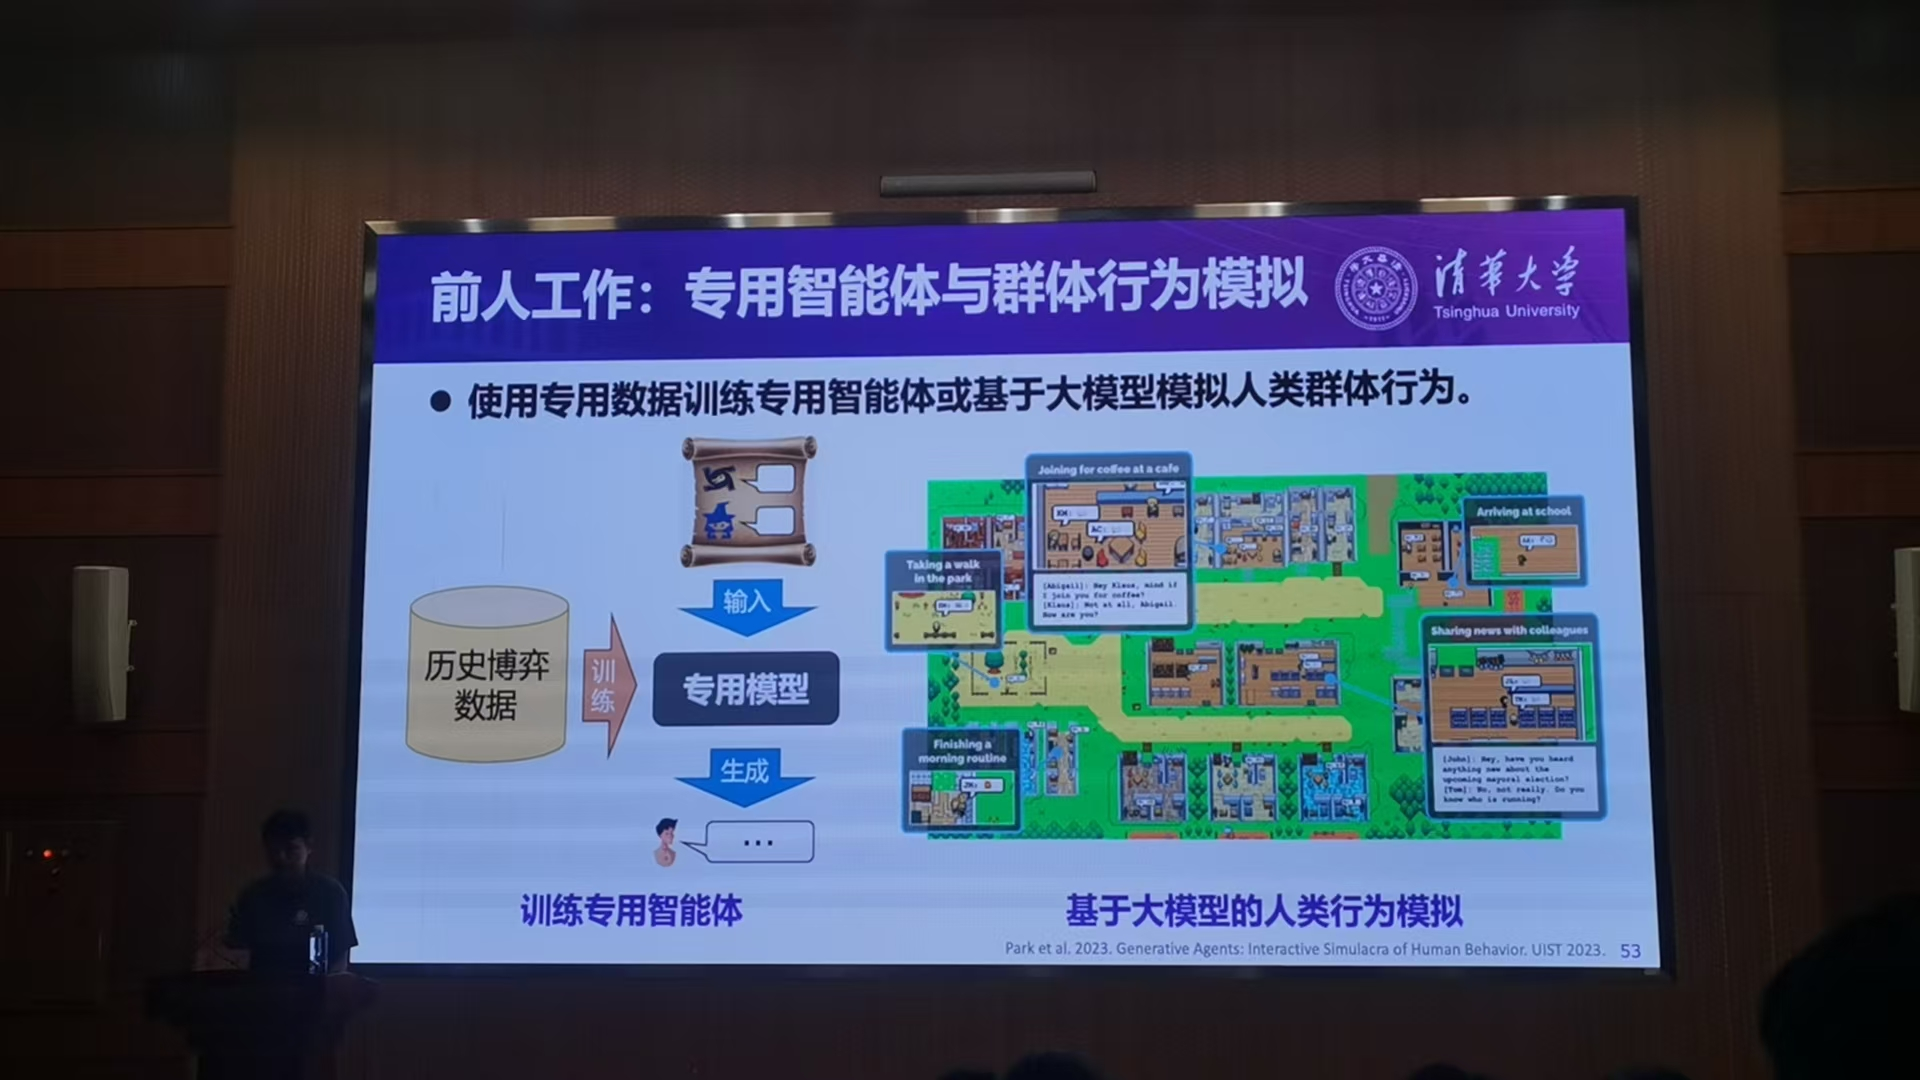 前人工作：专用智能体与群体行为模拟
清华大学
Tsinghua University
● 使用专用数据训练专用智能体或基于大模型模拟人类群体行为。
历史博弈
数据
训
练
输入
专用模型
生成
...
训练专用智能体
Joining for coffee at a cafe
[Abigail]: Hey Klaus, mind if
I join you for coffee?
[Klaus]: Not at all, Abigail.
How are you?
Taking a walk
in the park
Arriving at school
Sharing news with colleagues
[John]: Hey, have you heard
anything new about the
upcoming mayoral election?
[Tom]: No, not really. Do you
know who is running?
Finishing a
morning routine
基于大模型的人类行为模拟
Park et al. 2023. Generative Agents: Interactive Simulacra of Human Behavior. UIST 2023.
53